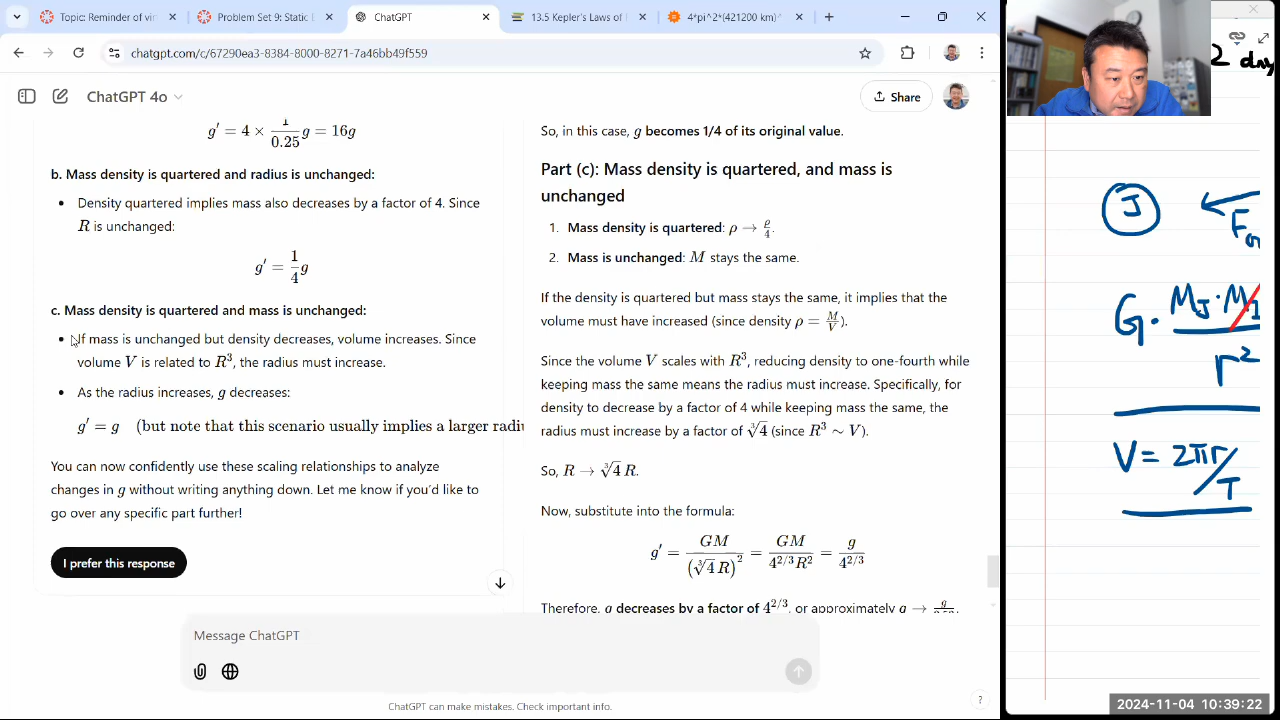 Topic: Reminder of vir
Problem Set 9: Static
ChatGPT
13.5 Kepler's Laws of
4*pi^2*(421800 km)^
chatgpt.com/c/67290ea3-8384-8000-8271-7a46bb49f559
ChatGPT 4o
Share
g′ = 4 × 1/0.25 g = 16g
b. Mass density is quartered and radius is unchanged:
• Density quartered implies mass also decreases by a factor of 4. Since
R is unchanged:
g′ = 1/4 g
c. Mass density is quartered and mass is unchanged:
• If mass is unchanged but density decreases, volume increases. Since
volume V is related to R³, the radius must increase.
• As the radius increases, g decreases:
g′ = g (but note that this scenario usually implies a larger radiu
You can now confidently use these scaling relationships to analyze
changes in g without writing anything down. Let me know if you'd like to
go over any specific part further!
I prefer this response
So, in this case, g becomes 1/4 of its original value.
Part (c): Mass density is quartered, and mass is
unchanged
1. Mass density is quartered: ρ → ρ/4.
2. Mass is unchanged: M stays the same.
If the density is quartered but mass stays the same, it implies that the
volume must have increased (since density ρ = M/V).
Since the volume V scales with R³, reducing density to one-fourth while
keeping mass the same means the radius must increase. Specifically, for
density to decrease by a factor of 4 while keeping mass the same, the
radius must increase by a factor of ∛4 (since R³ ∼ V).
So, R → ∛4 R.
Now, substitute into the formula:
g′ = GM/(∛4 R)² = GM/4^{2/3}R² = g/4^{2/3}
Therefore, g decreases by a factor of 4^{2/3}, or approximately g →
Message ChatGPT
ChatGPT can make mistakes. Check important info.
?
2 day
J
F
G · M_J · M
r²
V = 2πr/T
2024-11-04 10:39:22